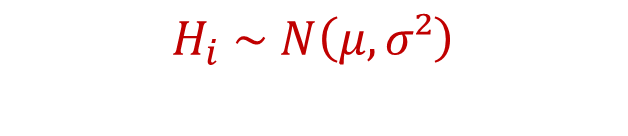 H_i ~ N(μ, σ²)